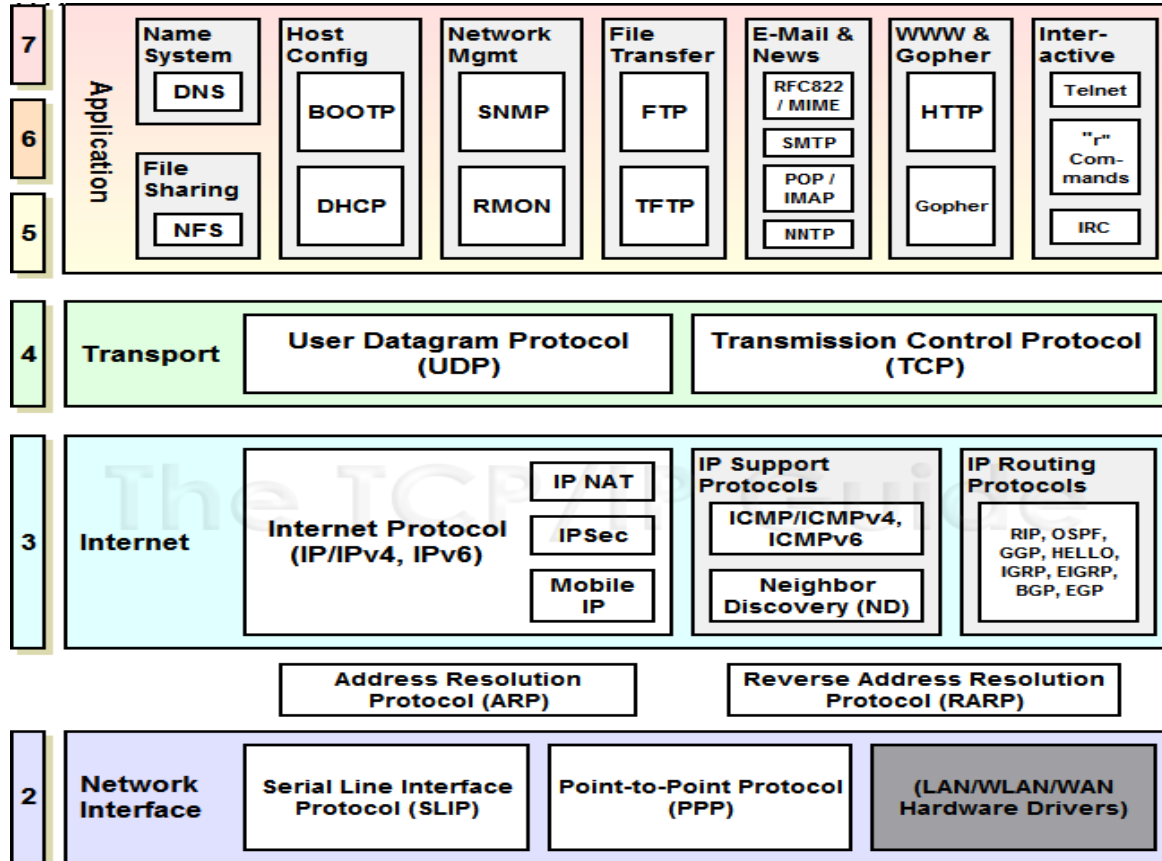 7
6
5
Application
Name
System
DNS
File
Sharing
NFS
Host
Config
BOOTP
DHCP
Network
Mgmt
SNMP
RMON
File
Transfer
FTP
TFTP
E-Mail &
News
RFC822
/ MIME
SMTP
POP /
IMAP
NNTP
WWW &
Gopher
HTTP
Gopher
Inter-
active
Telnet
"r"
Com-
mands
IRC
4
Transport
User Datagram Protocol
(UDP)
Transmission Control Protocol
(TCP)
The TCP/IP Guide
3
Internet
Internet Protocol
(IP/IPv4, IPv6)
IP NAT
IPSec
Mobile
IP
IP Support
Protocols
ICMP/ICMPv4,
ICMPv6
Neighbor
Discovery (ND)
IP Routing
Protocols
RIP, OSPF,
GGP, HELLO,
IGRP, EIGRP,
BGP, EGP
Address Resolution
Protocol (ARP)
Reverse Address Resolution
Protocol (RARP)
2
Network
Interface
Serial Line Interface
Protocol (SLIP)
Point-to-Point Protocol
(PPP)
(LAN/WLAN/WAN
Hardware Drivers)